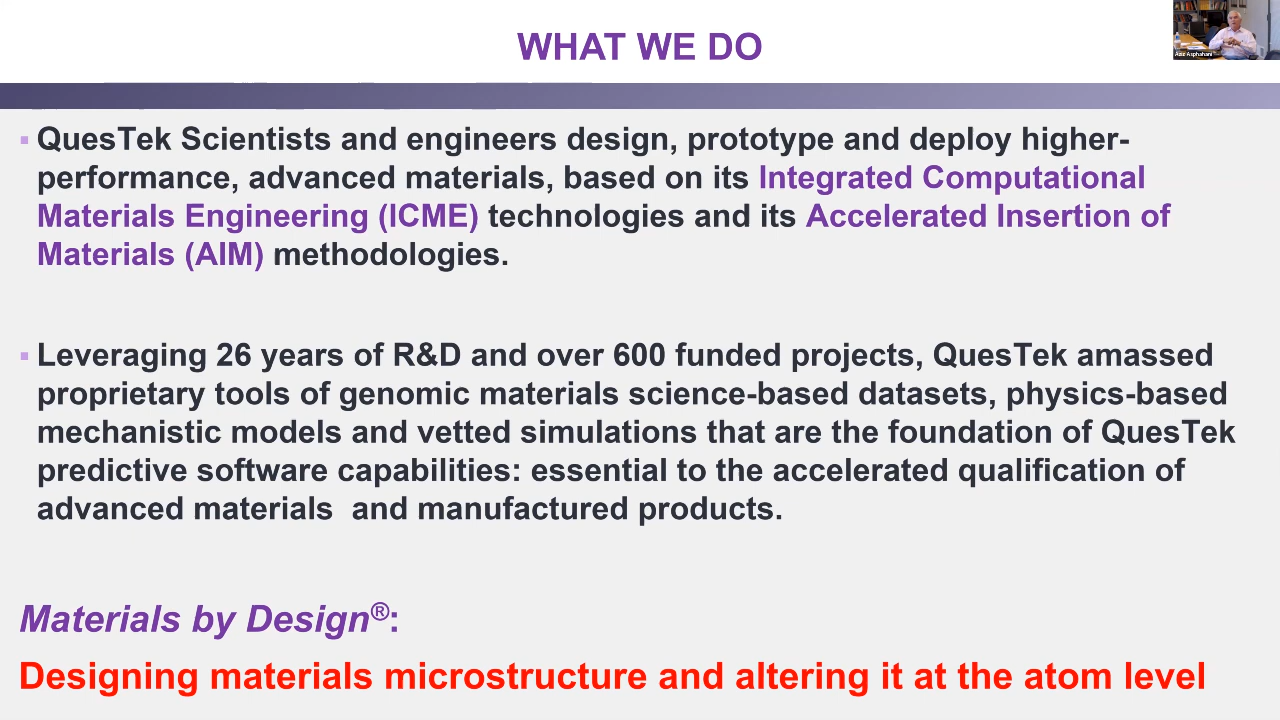 WHAT WE DO
Aziz Asphahani
▪ QuesTek Scientists and engineers design, prototype and deploy higher-
performance, advanced materials, based on its Integrated Computational
Materials Engineering (ICME) technologies and its Accelerated Insertion of
Materials (AIM) methodologies.
▪ Leveraging 26 years of R&D and over 600 funded projects, QuesTek amassed
proprietary tools of genomic materials science-based datasets, physics-based
mechanistic models and vetted simulations that are the foundation of QuesTek
predictive software capabilities: essential to the accelerated qualification of
advanced materials  and manufactured products.
Materials by Design®:
Designing materials microstructure and altering it at the atom level